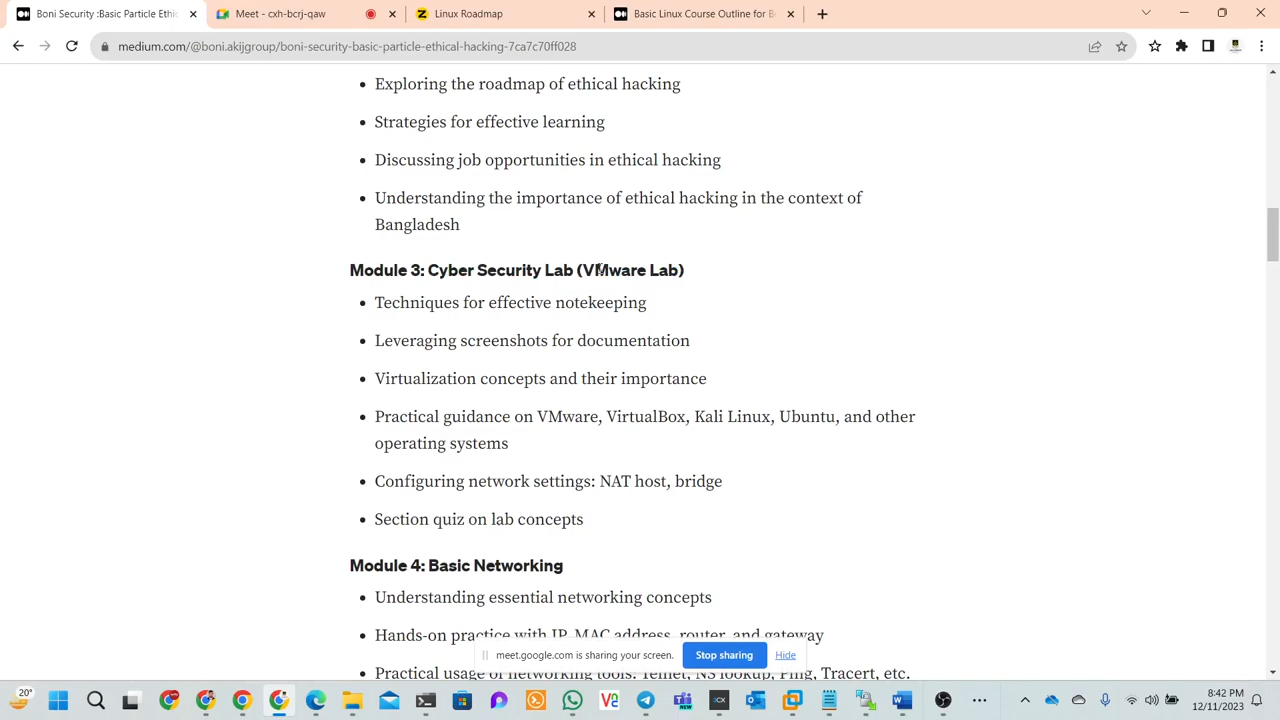 Boni Security :Basic Particle Ethic
Meet - cxh-bcrj-qaw
Linux Roadmap
Basic Linux Course Outline for B
medium.com/@boni.akijgroup/boni-security-basic-particle-ethical-hacking-7ca7c70ff028
Exploring the roadmap of ethical hacking
Strategies for effective learning
Discussing job opportunities in ethical hacking
Understanding the importance of ethical hacking in the context of
Bangladesh
Module 3: Cyber Security Lab (VMware Lab)
Techniques for effective notekeeping
Leveraging screenshots for documentation
Virtualization concepts and their importance
Practical guidance on VMware, VirtualBox, Kali Linux, Ubuntu, and other
operating systems
Configuring network settings: NAT host, bridge
Section quiz on lab concepts
Module 4: Basic Networking
Understanding essential networking concepts
Hands-on practice with IP, MAC address, router, and gateway
Practical usage of networking tools: Telnet, NS lookup, Ping, Tracert, etc.
meet.google.com is sharing your screen.
Stop sharing
Hide
20°
8:42 PM
12/11/2023